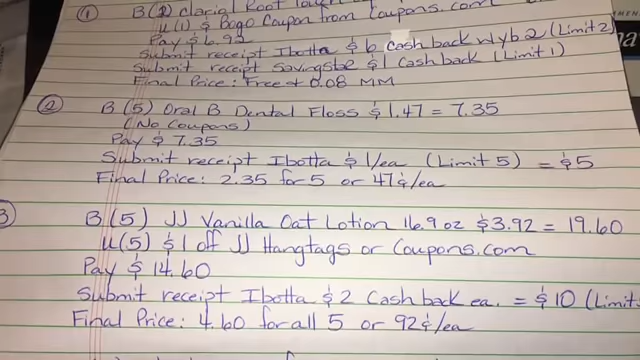 ① B (2) Clairol Root Touch
U (1) $ Bogo Coupon from Coupons.com
Pay $6.92
Submit receipt Ibotta $6 Cash back wyb 2 (Limit 2)
Submit receipt Savingstar $1 Cash back (Limit 1)
Final Price: Free + 0.08 MM
② B (5) Oral B Dental Floss $1.47 = 7.35
(No Coupons)
Pay $7.35
Submit receipt Ibotta $1/ea (Limit 5) = $5
Final Price: 2.35 for 5 or 47¢/ea
3 B (5) JJ Vanilla Oat Lotion 16.9 oz $3.92 = 19.60
U (5) $1 off JJ Hangtags or Coupons.com
Pay $14.60
Submit receipt Ibotta $2 Cash back ea. = $10 (Limit
Final Price: 4.60 for all 5 or 92¢/ea